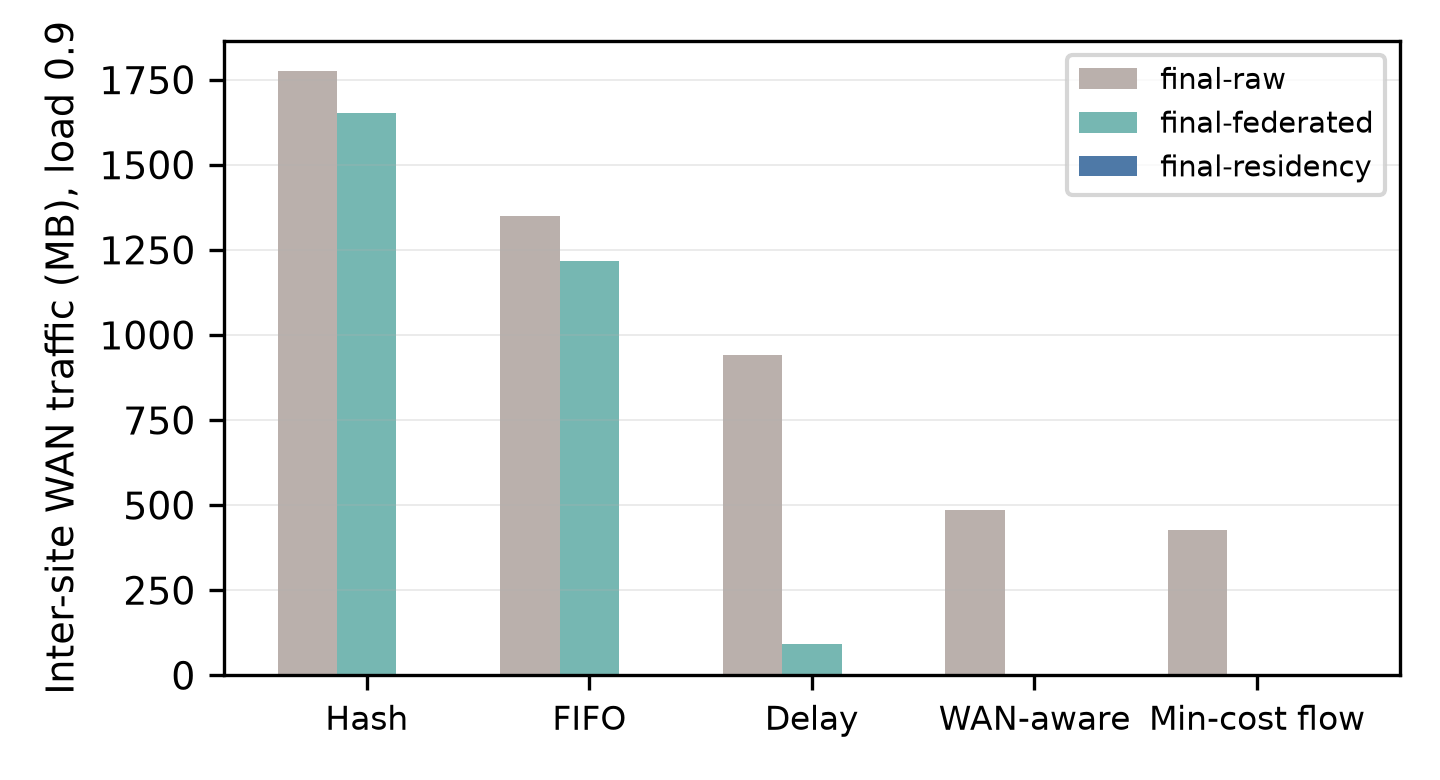 Inter-site WAN traffic (MB), load 0.9
1750
1500
1250
1000
750
500
250
0
final-raw
final-federated
final-residency
Hash
FIFO
Delay
WAN-aware
Min-cost flow